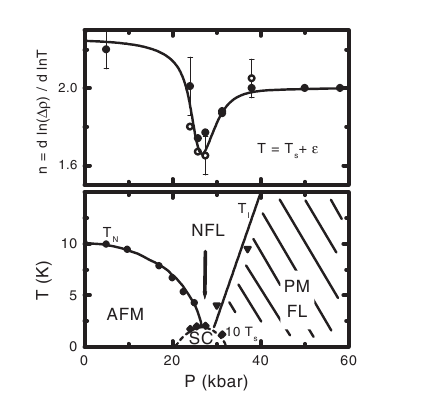 n = d ln(Δρ) / d lnT
2.0
1.6
T = Ts + ε
T (K)
10
5
0
TN
NFL
TI
AFM
SC
10 Ts
PM
FL
0 20 40 60
P (kbar)